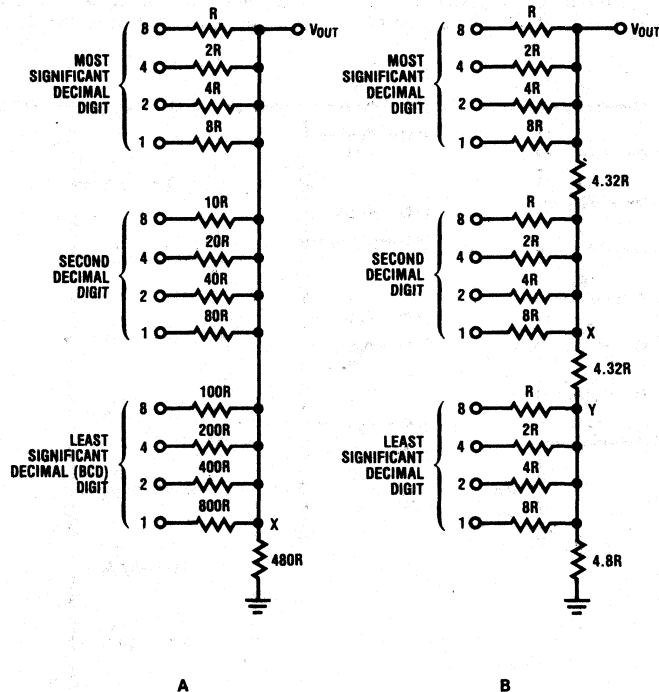 8 R VOUT
4 2R
MOST
SIGNIFICANT
DECIMAL
DIGIT
2 4R
1 8R
10R
8
20R
4
SECOND
DECIMAL
DIGIT
40R
2
80R
1
100R
8
200R
4
LEAST
SIGNIFICANT
DECIMAL (BCD)
DIGIT
400R
2
800R
1 X
480R
A
8 R VOUT
4 2R
MOST
SIGNIFICANT
DECIMAL
DIGIT
2 4R
1 8R
4.32R
8 R
4 2R
SECOND
DECIMAL
DIGIT
2 4R
1 8R X
4.32R
8 R Y
4 2R
LEAST
SIGNIFICANT
DECIMAL
DIGIT
2 4R
1 8R
4.8R
B